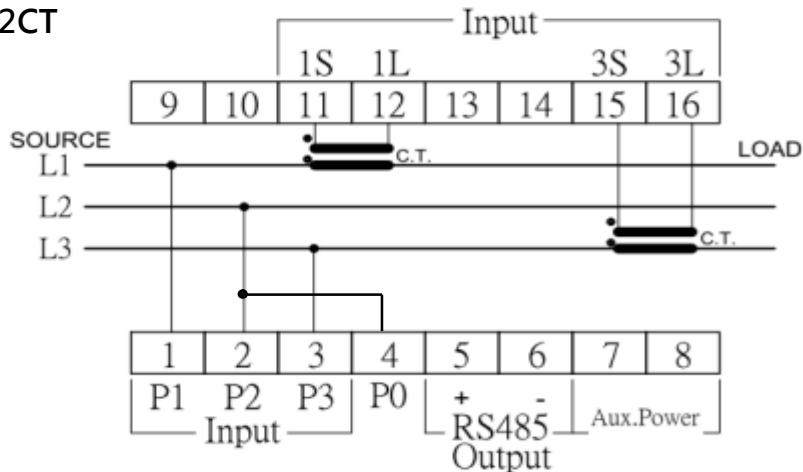 2CT
Input
1S 1L 3S 3L
9 10 11 12 13 14 15 16
SOURCE
C.T.
LOAD
L1
L2
L3
C.T.
1 2 3 4 5 6 7 8
P1 P2 P3 P0 + - Aux.Power
Input RS485
Output